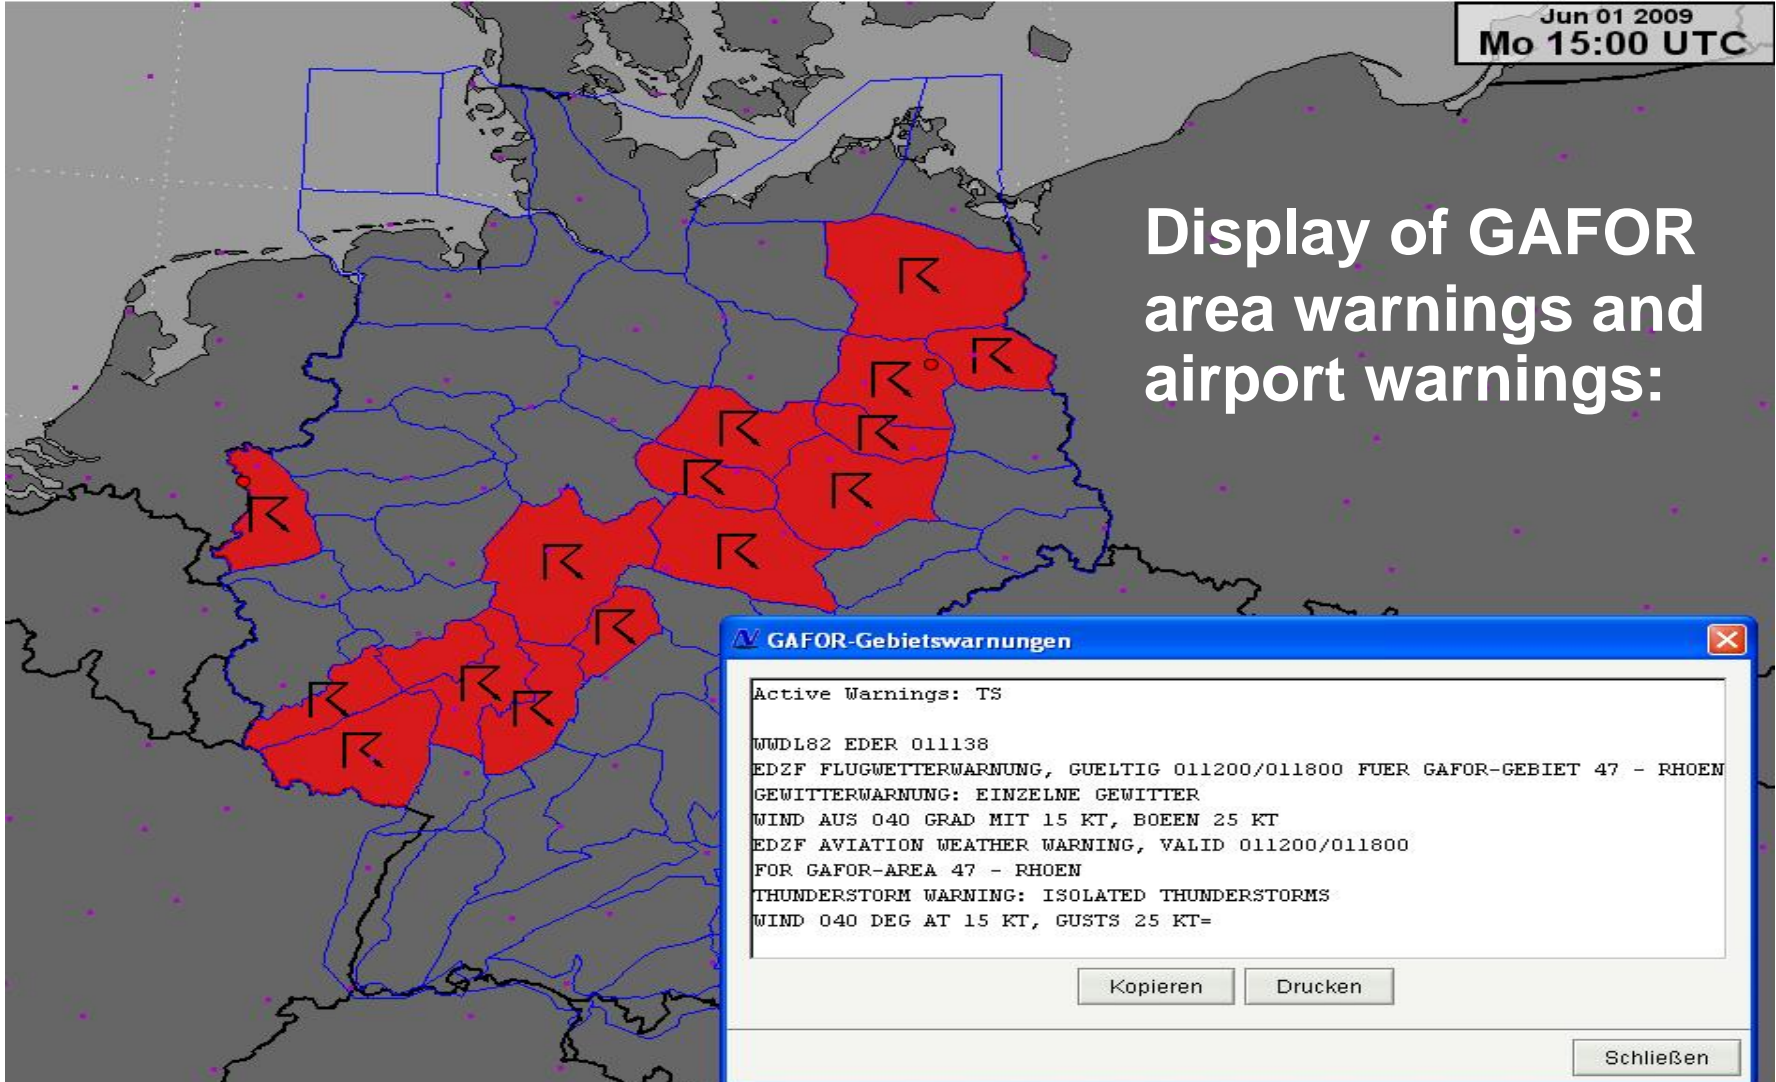 Jun 01 2009
Mo 15:00 UTC
Display of GAFOR
area warnings and
airport warnings:
GAFOR-Gebietswarnungen
Active Warnings: TS
WWDL82 EDER 011138
EDZF FLUGWETTERWARNUNG, GUELTIG 011200/011800 FUER GAFOR-GEBIET 47 - RHOEN
GEWITTERWARNUNG: EINZELNE GEWITTER
WIND AUS 040 GRAD MIT 15 KT, BOEEN 25 KT
EDZF AVIATION WEATHER WARNING, VALID 011200/011800
FOR GAFOR-AREA 47 - RHOEN
THUNDERSTORM WARNING: ISOLATED THUNDERSTORMS
WIND 040 DEG AT 15 KT, GUSTS 25 KT=
Kopieren Drucken
Schließen